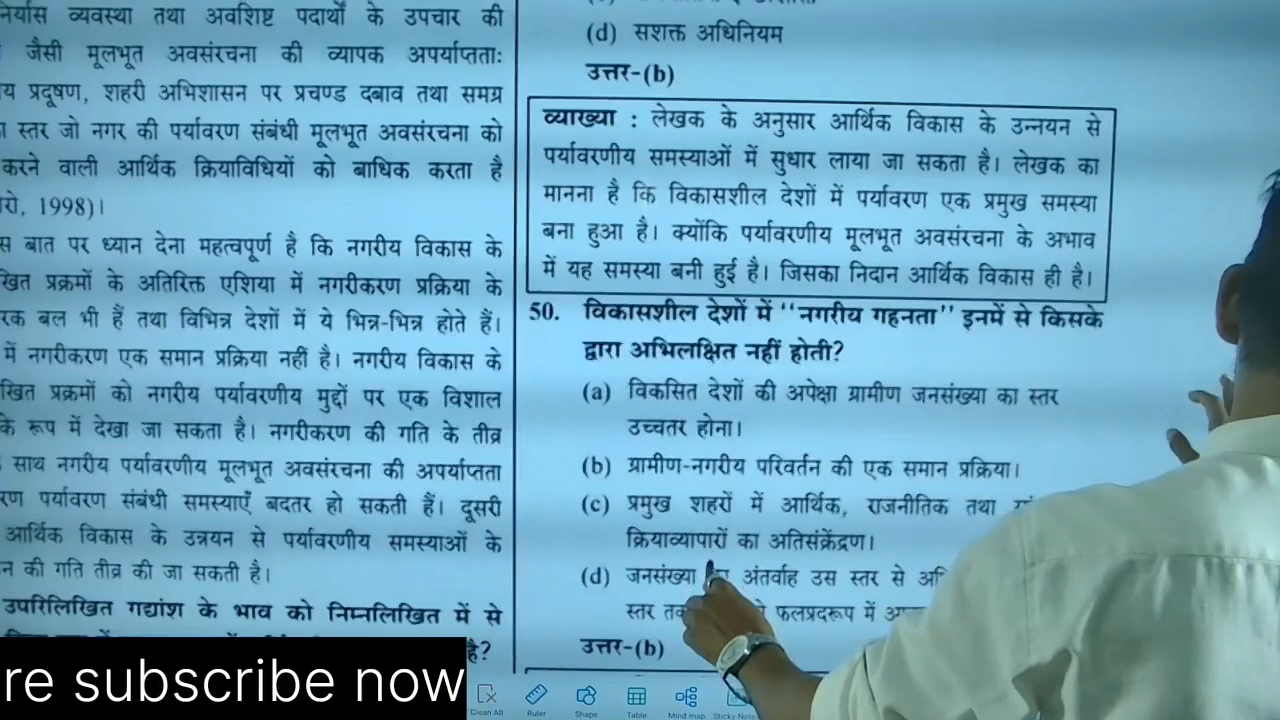 निर्यास व्यवस्था तथा अवशिष्ट पदार्थों के उपचार की
जैसी मूलभूत अवसंरचना की व्यापक अपर्याप्तताः
य प्रदूषण, शहरी अभिशासन पर प्रचण्ड दबाव तथा समग्र
स्तर जो नगर की पर्यावरण संबंधी मूलभूत अवसंरचना को
करने वाली आर्थिक क्रियाविधियों को बाधिक करता है
रो, 1998)।
स बात पर ध्यान देना महत्वपूर्ण है कि नगरीय विकास के
खित प्रक्रमों के अतिरिक्त एशिया में नगरीकरण प्रक्रिया के
रक बल भी हैं तथा विभिन्न देशों में ये भिन्न-भिन्न होते हैं।
में नगरीकरण एक समान प्रक्रिया नहीं है। नगरीय विकास के
खित प्रक्रमों को नगरीय पर्यावरणीय मुद्दों पर एक विशाल
के रूप में देखा जा सकता है। नगरीकरण की गति के तीव्र
साथ नगरीय पर्यावरणीय मूलभूत अवसंरचना की अपर्याप्तता
रण पर्यावरण संबंधी समस्याएँ बदतर हो सकती हैं। दूसरी
आर्थिक विकास के उन्नयन से पर्यावरणीय समस्याओं के
न की गति तीव्र की जा सकती है।
उपरिलिखित गद्यांश के भाव को निम्नलिखित में से
है?
(d) सशक्त अधिनियम
उत्तर-(b)
व्याख्या : लेखक के अनुसार आर्थिक विकास के उन्नयन से
पर्यावरणीय समस्याओं में सुधार लाया जा सकता है। लेखक का
मानना है कि विकासशील देशों में पर्यावरण एक प्रमुख समस्या
बना हुआ है। क्योंकि पर्यावरणीय मूलभूत अवसंरचना के अभाव
में यह समस्या बनी हुई है। जिसका निदान आर्थिक विकास ही है।
50. विकासशील देशों में ‘‘नगरीय गहनता’’ इनमें से किसके
द्वारा अभिलक्षित नहीं होती?
(a) विकसित देशों की अपेक्षा ग्रामीण जनसंख्या का स्तर
उच्चतर होना।
(b) ग्रामीण-नगरीय परिवर्तन की एक समान प्रक्रिया।
(c) प्रमुख शहरों में आर्थिक, राजनीतिक तथा
क्रियाव्यापारों का अतिसंक्रेंद्रण।
(d) जनसंख्या अंतर्वाह उस स्तर से
स्तर फलप्रदरूप में
उत्तर-(b)
re subscribe now
Clean All
Ruler
Shape
Table
Mind map
Sticky-Note